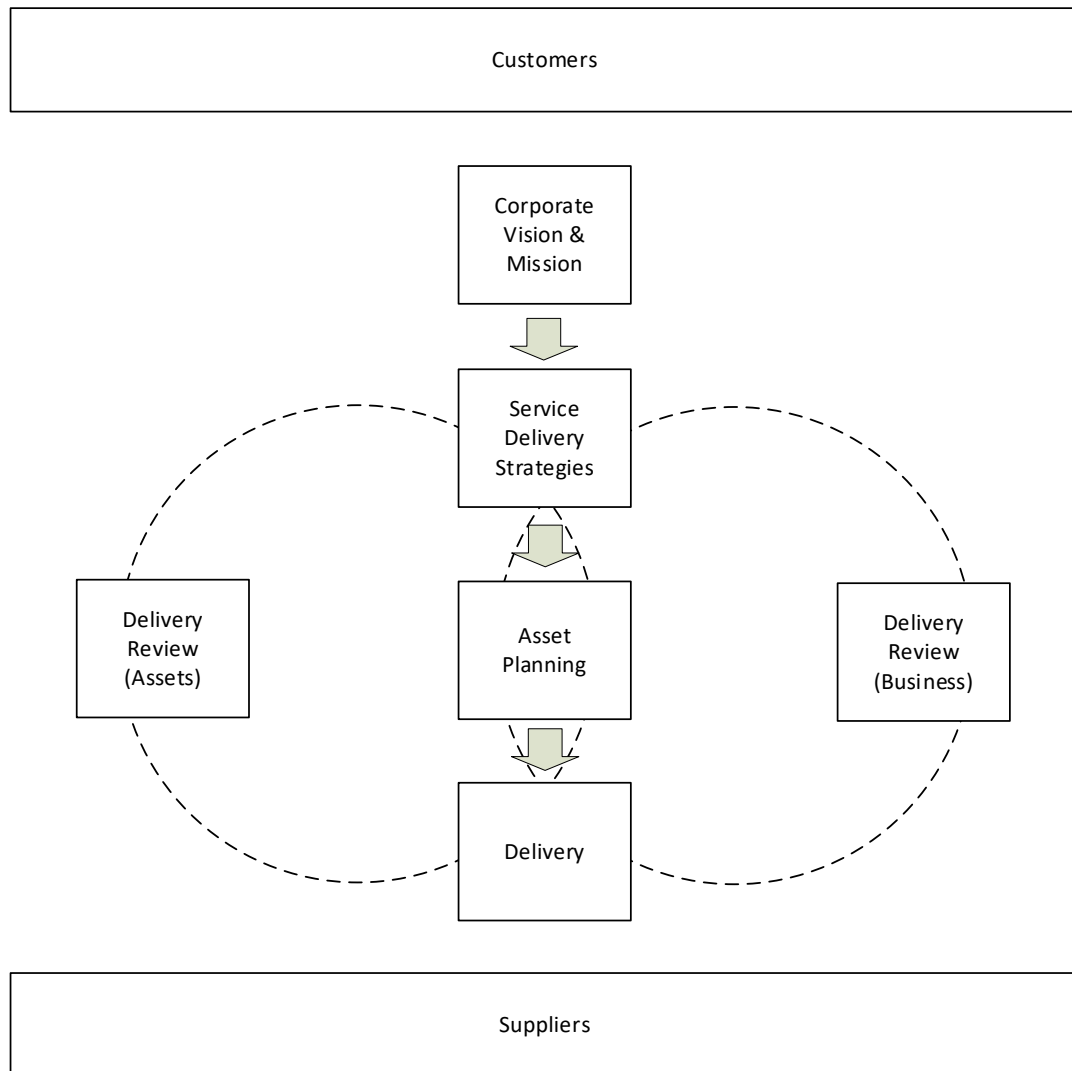 Customers
Corporate
Vision &
Mission
Service
Delivery
Strategies
Delivery
Review
(Assets)
Asset
Planning
Delivery
Review
(Business)
Delivery
Suppliers